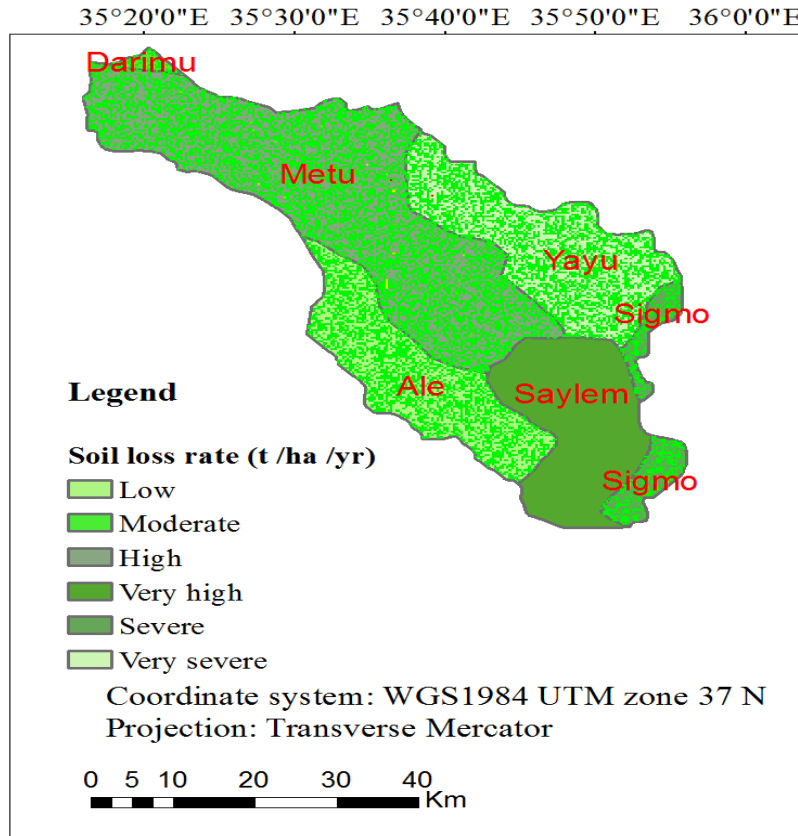 35°20'0"E 35°30'0"E 35°40'0"E 35°50'0"E 36°0'0"E
Darimu
Metu
Yayu
Sigmo
Ale
Saylem
Sigmo
Legend
Soil loss rate (t /ha /yr)
Low
Moderate
High
Very high
Severe
Very severe
Coordinate system: WGS1984 UTM zone 37 N
Projection: Transverse Mercator
0 5 10 20 30 40
Km